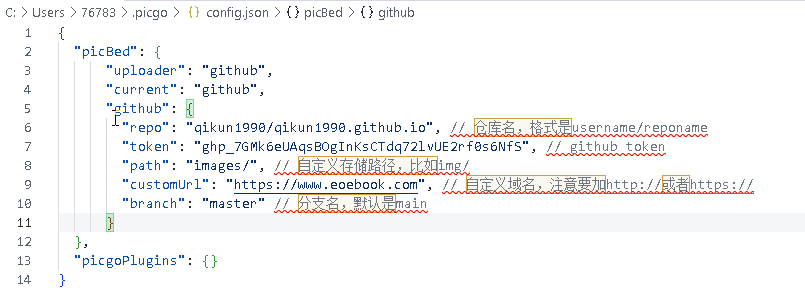 C: > Users > 76783 > .picgo > {} config.json > {} picBed > {} github
1 {
2 "picBed": {
3 "uploader": "github",
4 "current": "github",
5 "github": {
6 "repo": "qikun1990/qikun1990.github.io", // 仓库名，格式是username/reponame
7 "token": "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", // github token
8 "path": "images/", // 自定义存储路径，比如img/
9 "customUrl": "https://www.eoebook.com", // 自定义域名，注意要加http://或者https://
10 "branch": "master" // 分支名，默认是main
11 }
12 },
13 "picgoPlugins": {}
14 }